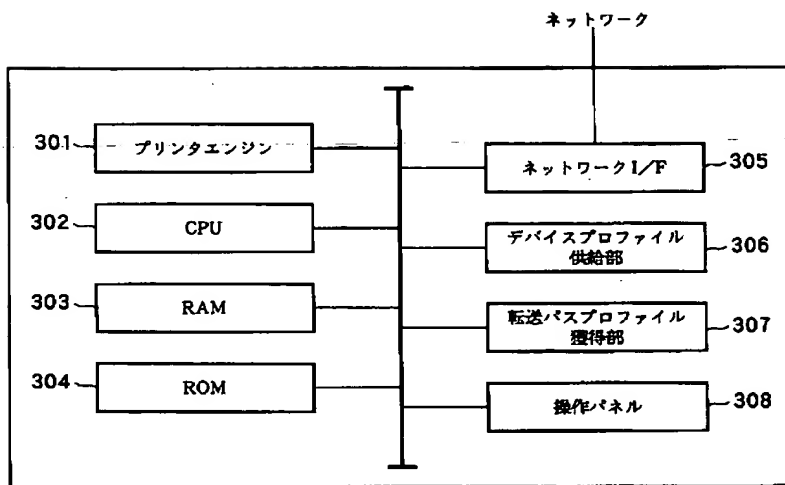 ネットワーク
301
プリンタエンジン
302
CPU
303
RAM
304
ROM
ネットワークI/F
305
デバイスプロファイル
供給部
306
転送パスプロファイル
獲得部
307
操作パネル
308